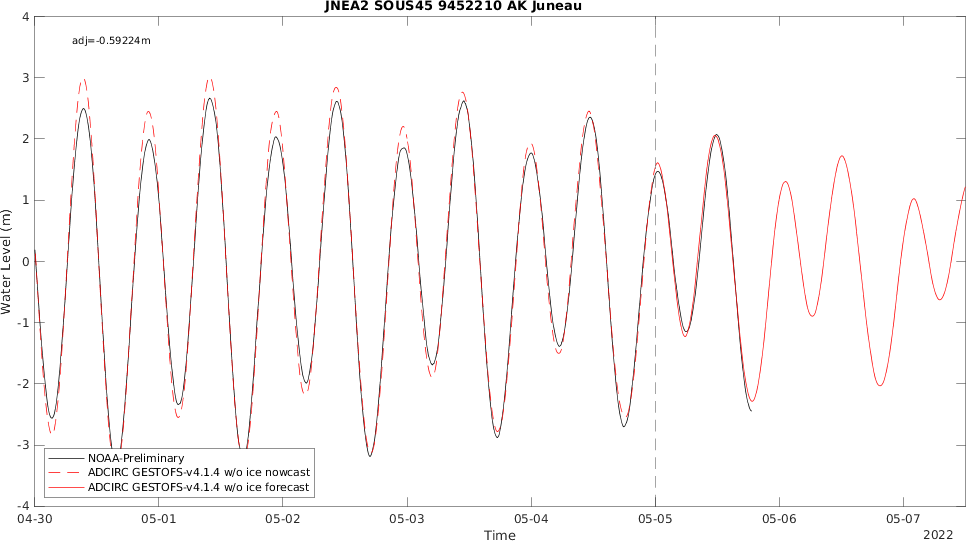 JNEA2 SOUS45 9452210 AK Juneau
adj=-0.59224m
4
3
2
1
0
-1
-2
-3
-4
Water Level (m)
NOAA-Preliminary
ADCIRC GESTOFS-v4.1.4 w/o ice nowcast
ADCIRC GESTOFS-v4.1.4 w/o ice forecast
04-30 05-01 05-02 05-03 05-04 05-05 05-06 05-07
Time
2022